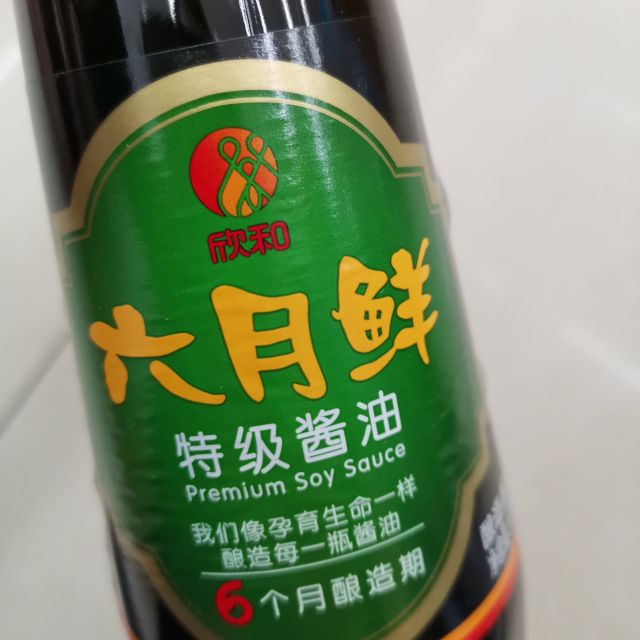 欣和
六月鲜
特级酱油
Premium Soy Sauce
我们像孕育生命一样
酿造每一瓶酱油
6个月酿造期